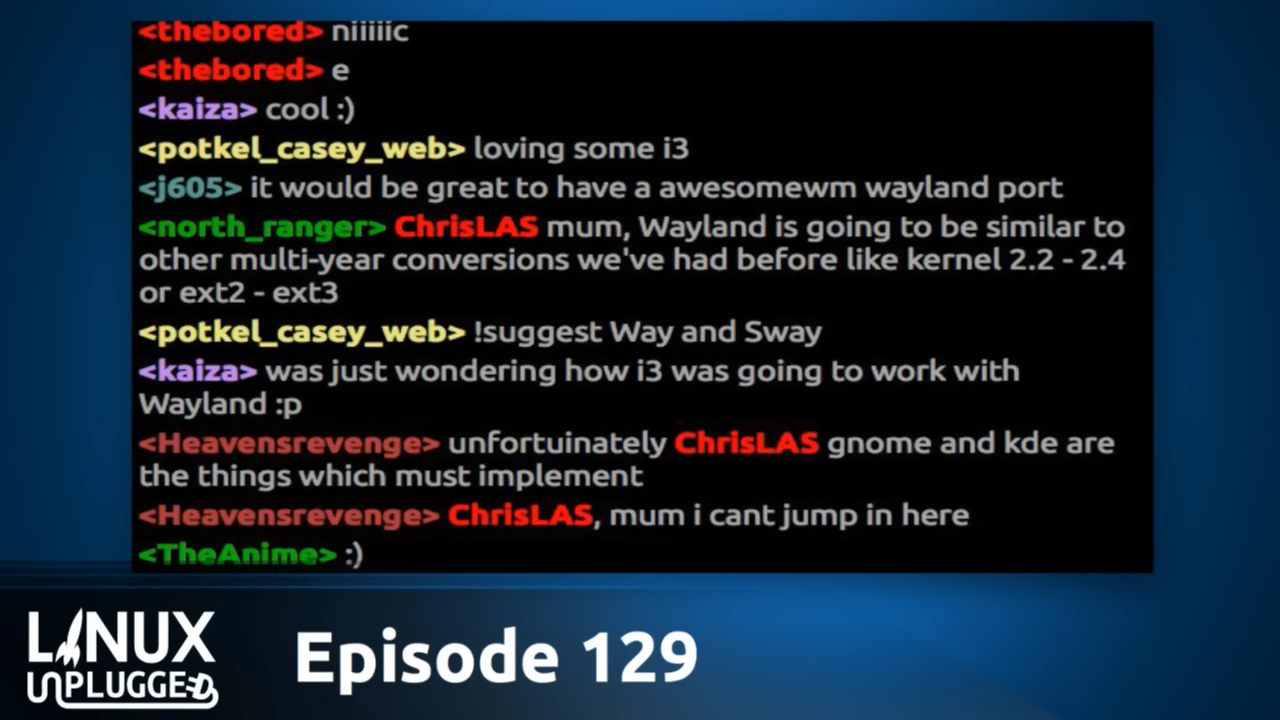 <thebored> niiiiic
<thebored> e
<kaiza> cool :)
<potkel_casey_web> loving some i3
<j605> it would be great to have a awesomewm wayland port
<north_ranger> ChrisLAS mum, Wayland is going to be similar to
other multi-year conversions we've had before like kernel 2.2 - 2.4
or ext2 - ext3
<potkel_casey_web> !suggest Way and Sway
<kaiza> was just wondering how i3 was going to work with
Wayland :p
<Heavensrevenge> unfortuinately ChrisLAS gnome and kde are
the things which must implement
<Heavensrevenge> ChrisLAS, mum i cant jump in here
<TheAnime> :)
LINUX
UNPLUGGED
Episode 129